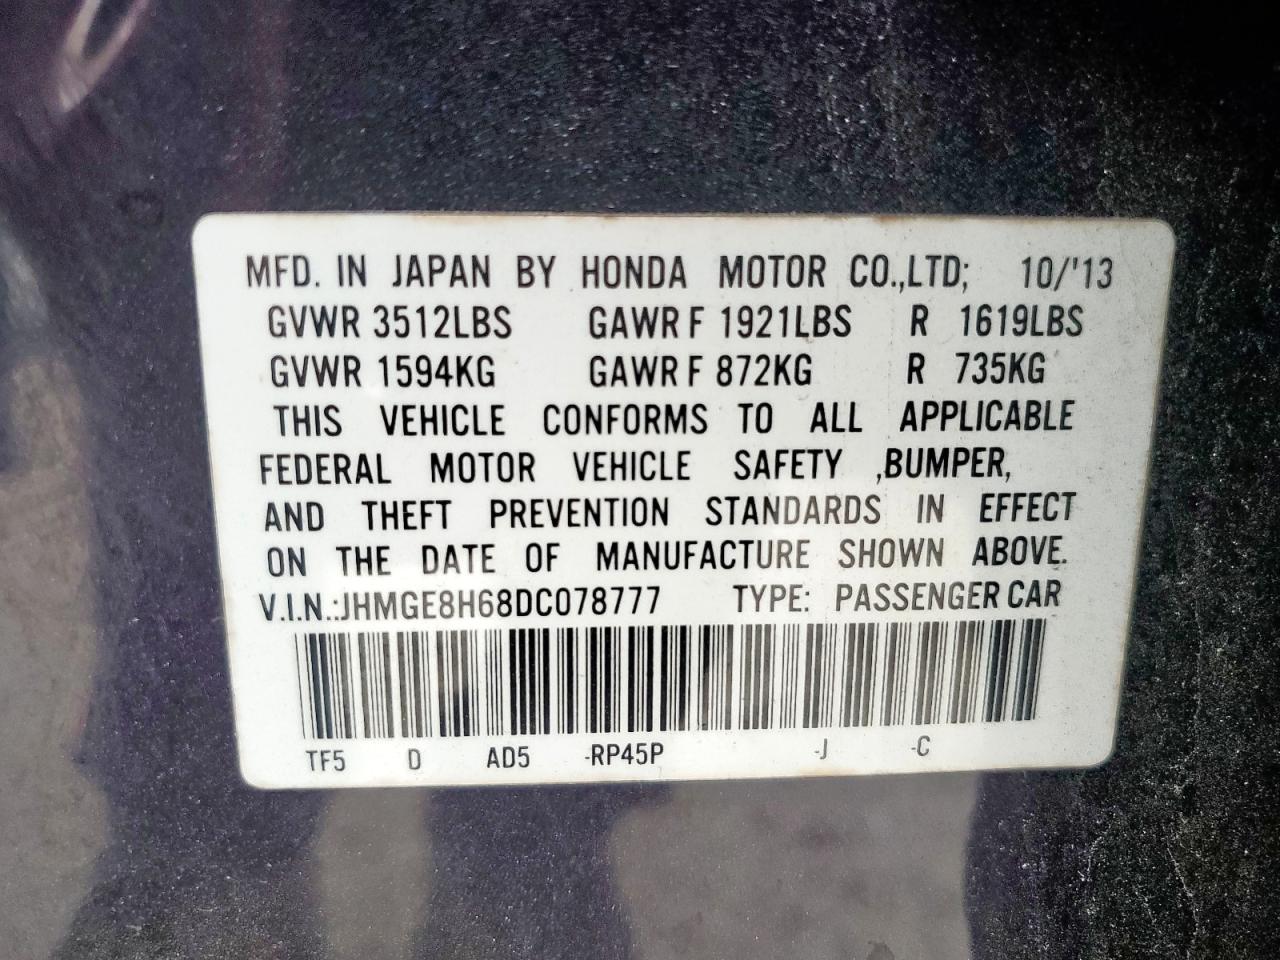 MFD. IN JAPAN BY HONDA MOTOR CO.,LTD; 10/'13
GVWR 3512LBS GAWR F 1921LBS R 1619LBS
GVWR 1594KG GAWR F 872KG R 735KG
THIS VEHICLE CONFORMS TO ALL APPLICABLE
FEDERAL MOTOR VEHICLE SAFETY ,BUMPER,
AND THEFT PREVENTION STANDARDS IN EFFECT
ON THE DATE OF MANUFACTURE SHOWN ABOVE.
V.I.N.:JHMGE8H68DC078777 TYPE: PASSENGER CAR
TF5 D AD5 -RP45P -J -C